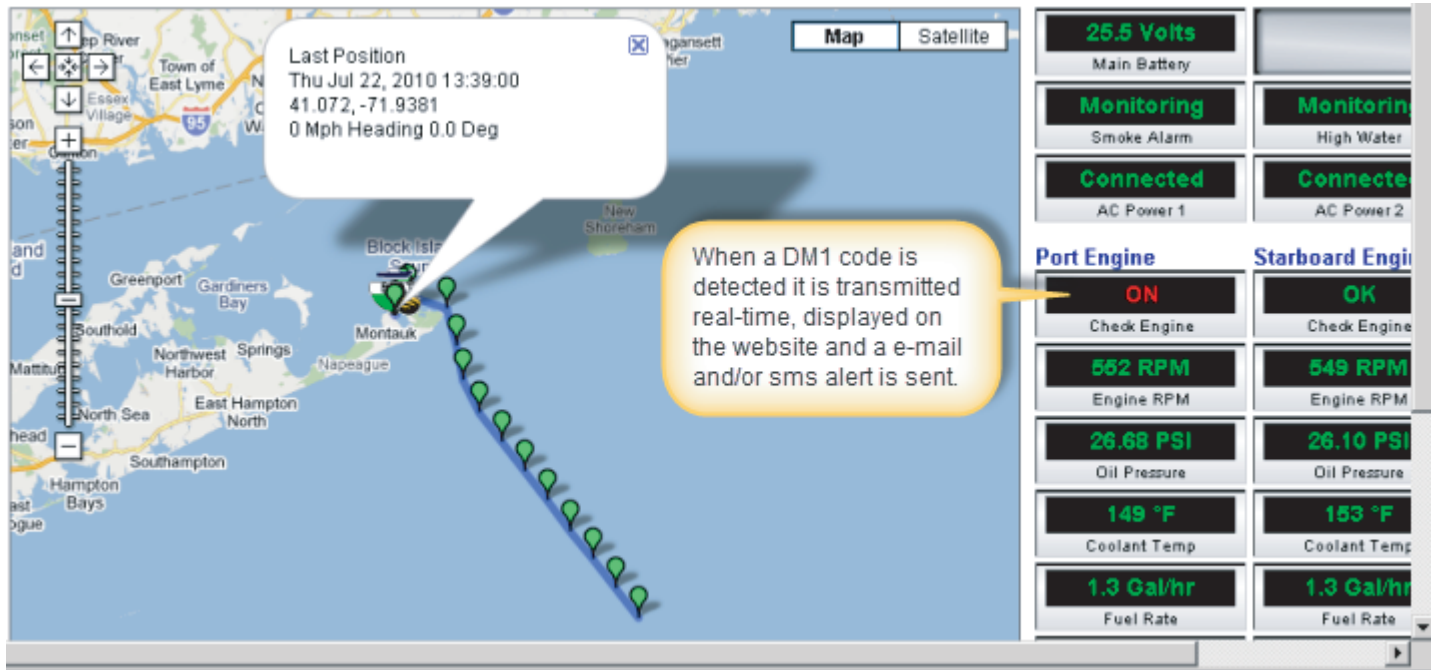 Last Position
Thu Jul 22, 2010 13:39:00
41.072, -71.9381
0 Mph Heading 0.0 Deg
Map
Satellite
River
Town of
East Lyme
Essex
Village
95
New
Shoreham
Block
Greenport
Gardiners
Bay
Southold
Montauk
Northwest
Harbor
Springs
Napeague
East Hampton
North
North Sea
Southampton
Hampton
Bays
When a DM1 code is
detected it is transmitted
real-time, displayed on
the website and a e-mail
and/or sms alert is sent.
25.5 Volts
Main Battery
Monitoring
Smoke Alarm
High Water
Connected
AC Power 1
AC Power 2
Port Engine
Starboard Engi
ON
OK
Check Engine
Check Engine
552 RPM
549 RPM
Engine RPM
Engine RPM
26.68 PSI
26.10 PSI
Oil Pressure
Oil Pressure
149 °F
153 °F
Coolant Temp
Coolant Temp
1.3 Gal/hr
1.3 Gal/hr
Fuel Rate
Fuel Rate